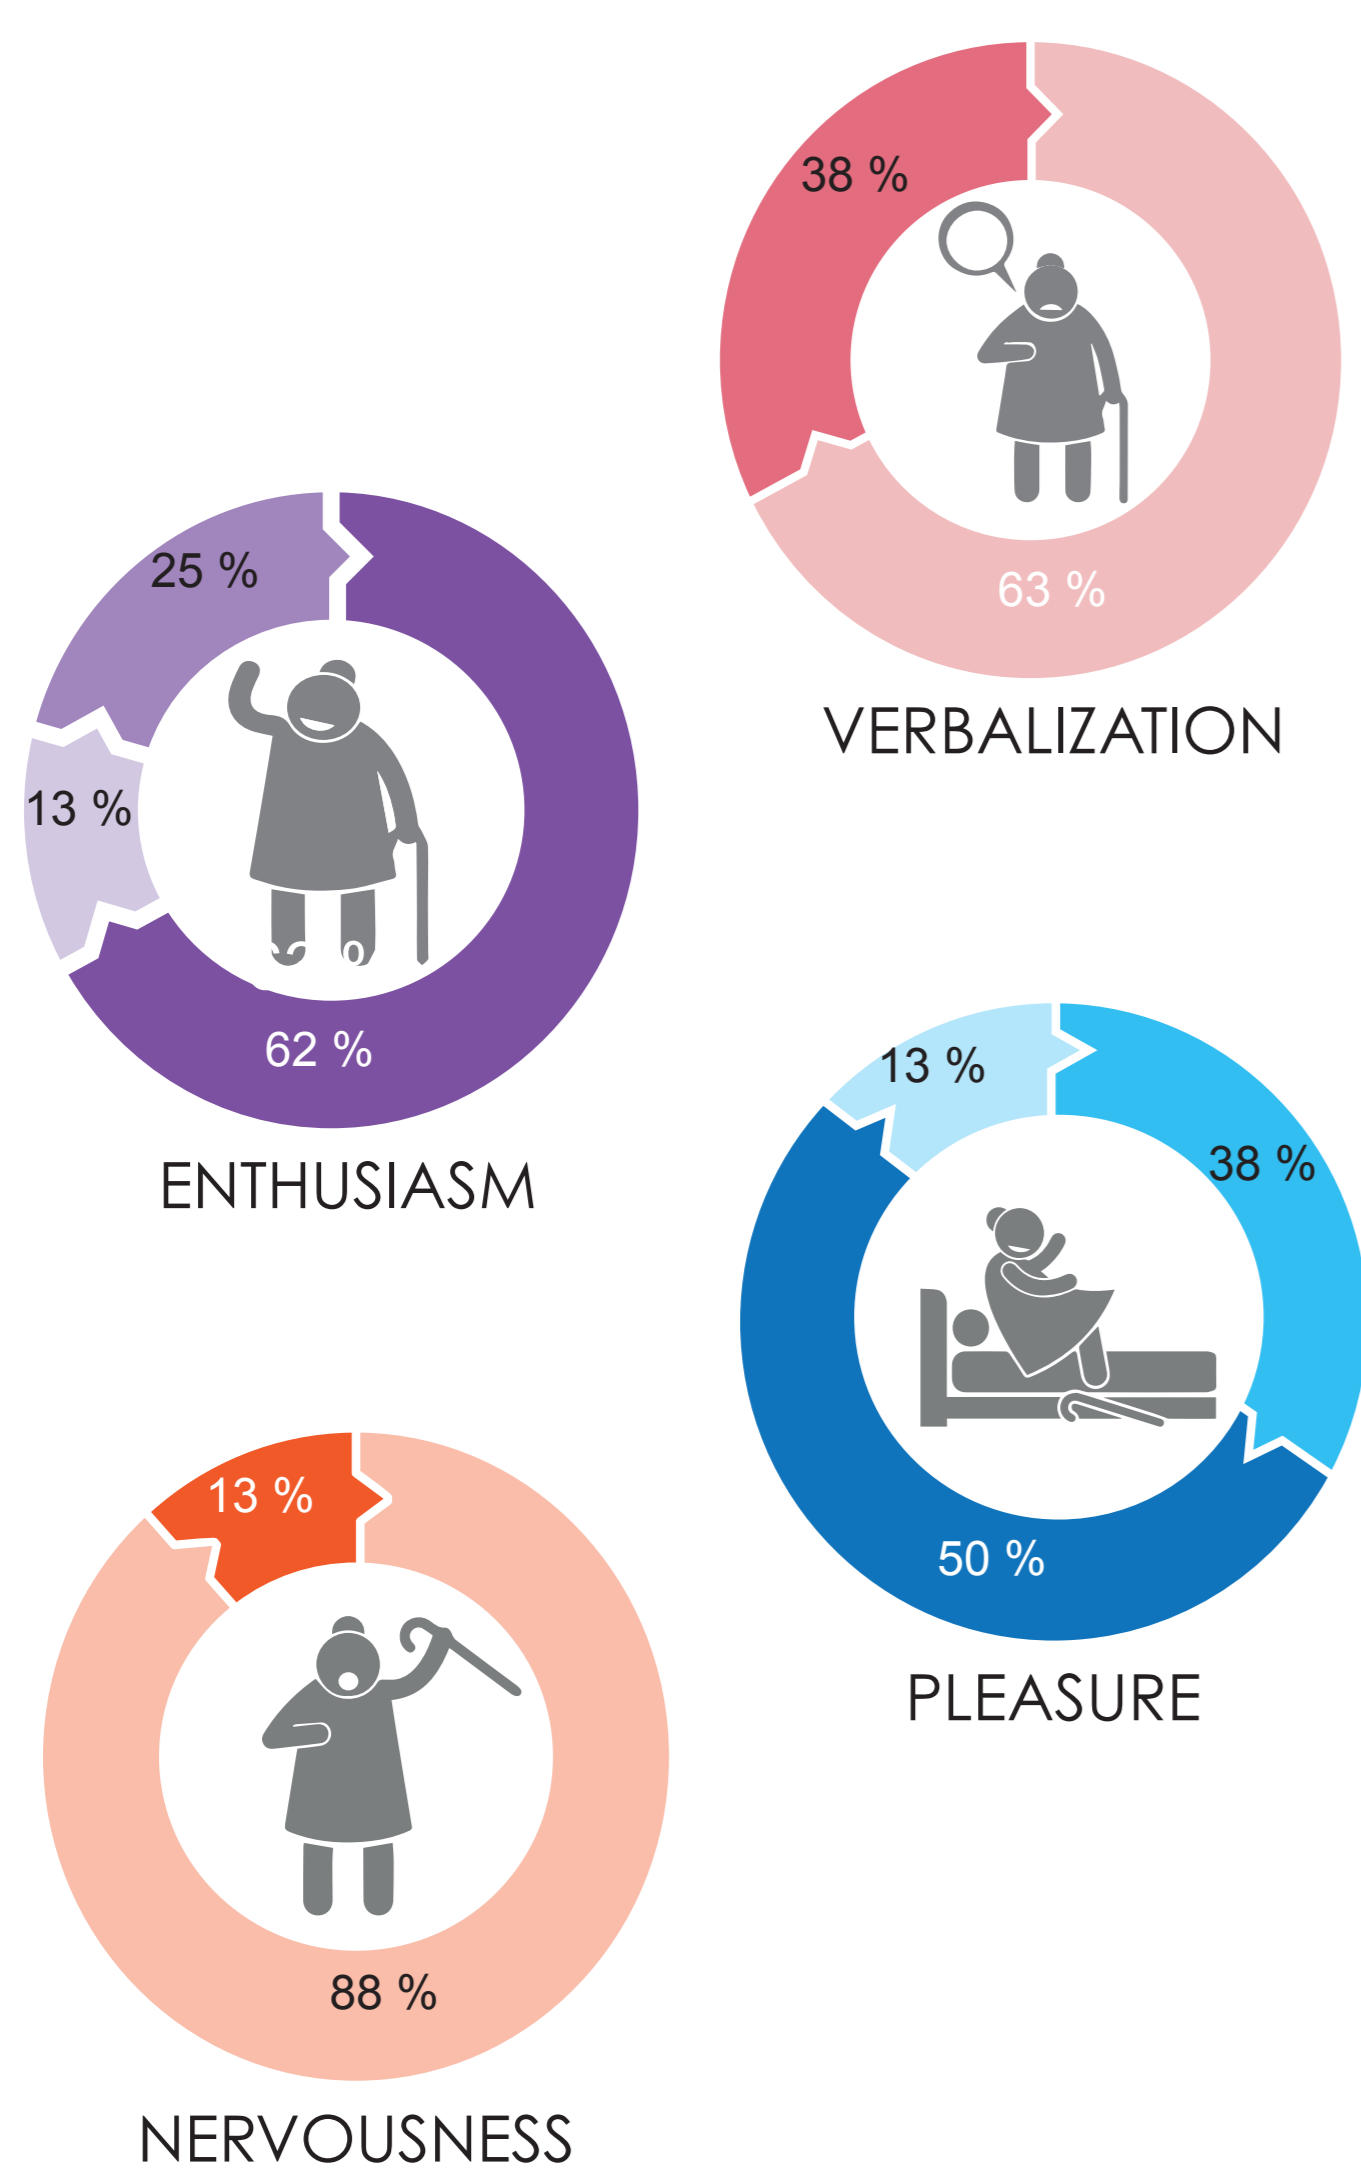 38 %
63 %
VERBALIZATION
25 %
13 %
62 %
ENTHUSIASM
13 %
38 %
50 %
PLEASURE
13 %
88 %
NERVOUSNESS